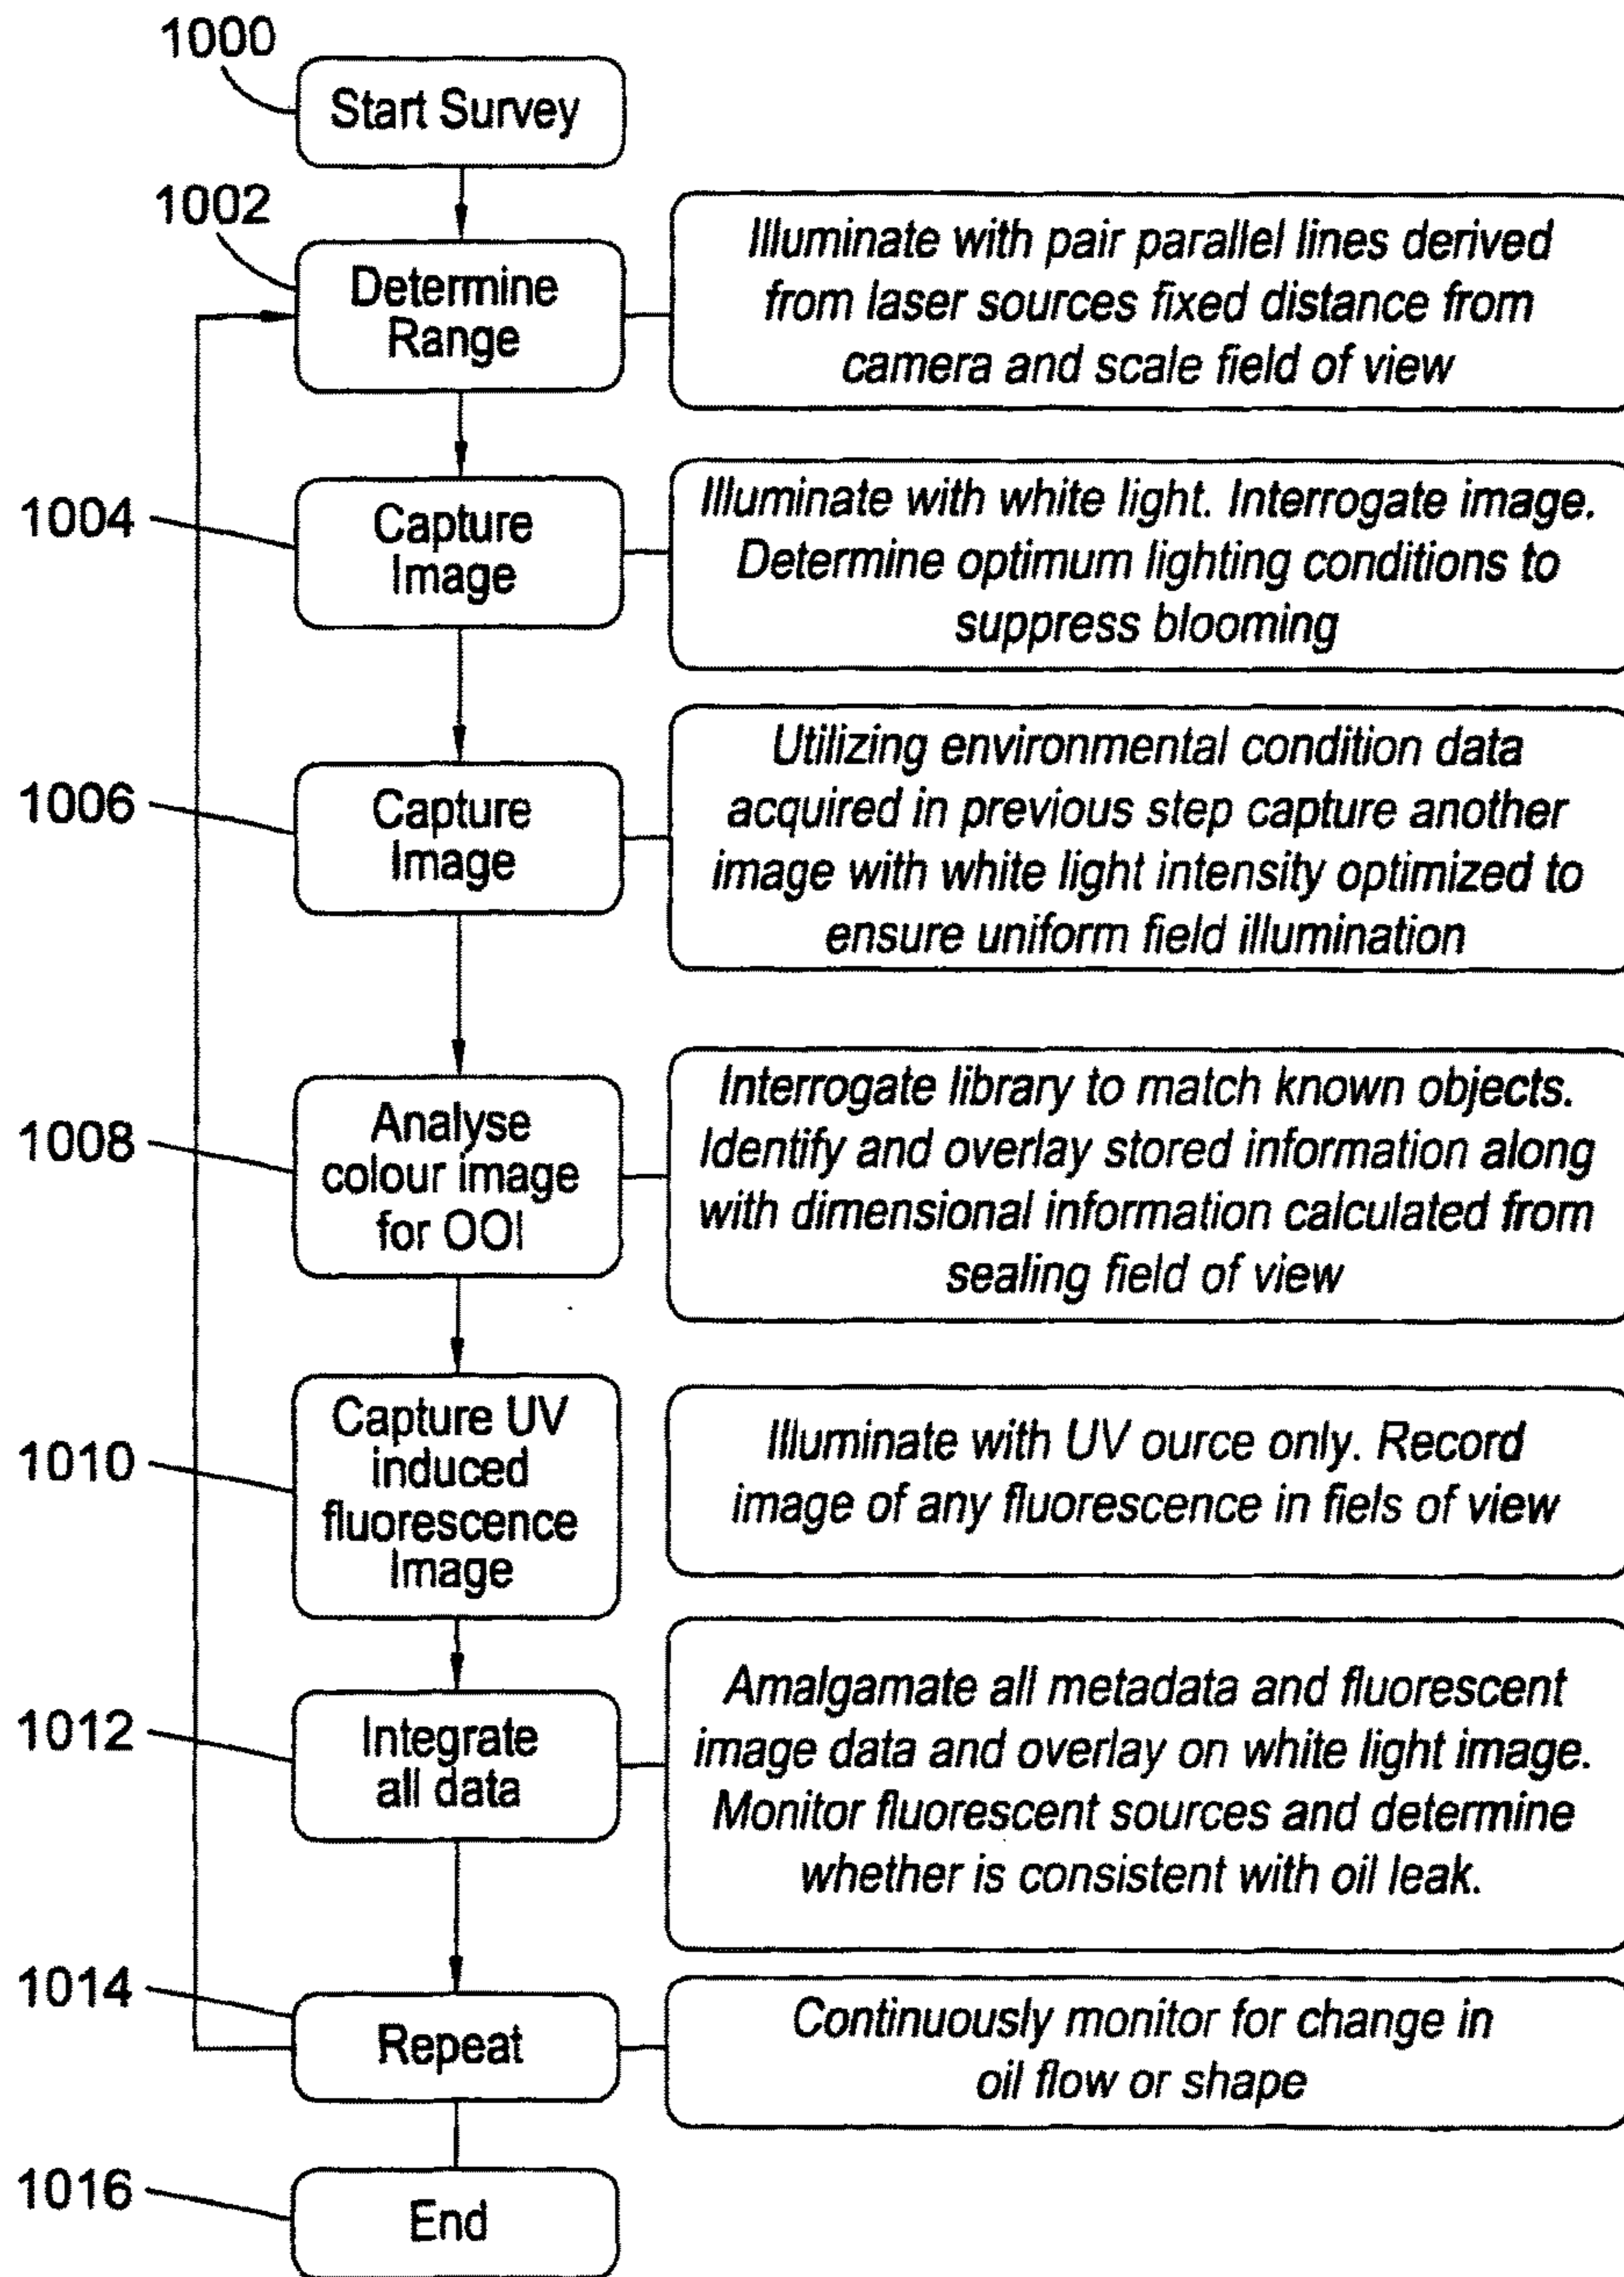 1000
Start Survey
1002
Determine
Range
Illuminate with pair parallel lines derived
from laser sources fixed distance from
camera and scale field of view
1004
Capture
Image
Illuminate with white light. Interrogate image.
Determine optimum lighting conditions to
suppress blooming
1006
Capture
Image
Utilizing environmental condition data
acquired in previous step capture another
image with white light intensity optimized to
ensure uniform field illumination
1008
Analyse
colour image
for OOI
Interrogate library to match known objects.
Identify and overlay stored information along
with dimensional information calculated from
sealing field of view
1010
Capture UV
induced
fluorescence
Image
Illuminate with UV ource only. Record
image of any fluorescence in fiels of view
1012
Integrate
all data
Amalgamate all metadata and fluorescent
image data and overlay on white light image.
Monitor fluorescent sources and determine
whether is consistent with oil leak.
1014
Repeat
Continuously monitor for change in
oil flow or shape
1016
End